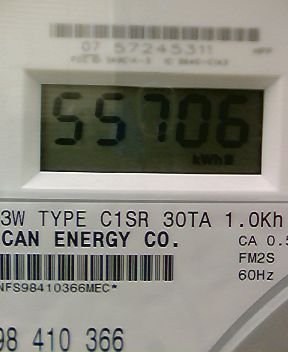 07 57245311
55706
kWh
3W TYPE C1SR 30TA 1.0Kh
CAN ENERGY CO.
CA 0.5
FM2S
60Hz
NFS98410366MEC*
98 410 366